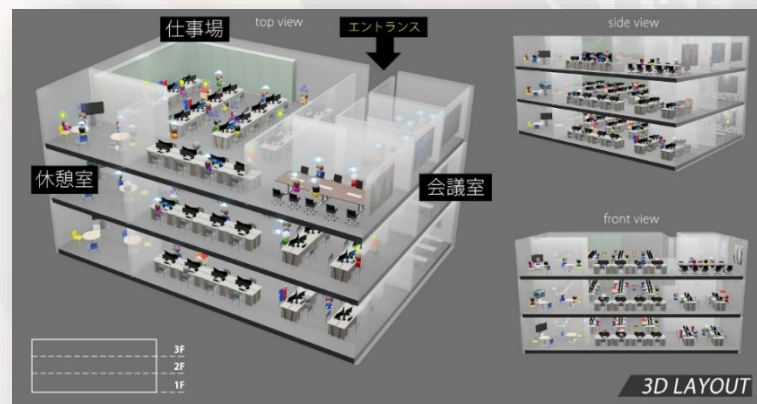 仕事場
top view
エントランス
side view
休憩室
会議室
front view
3F
2F
1F
3D LAYOUT